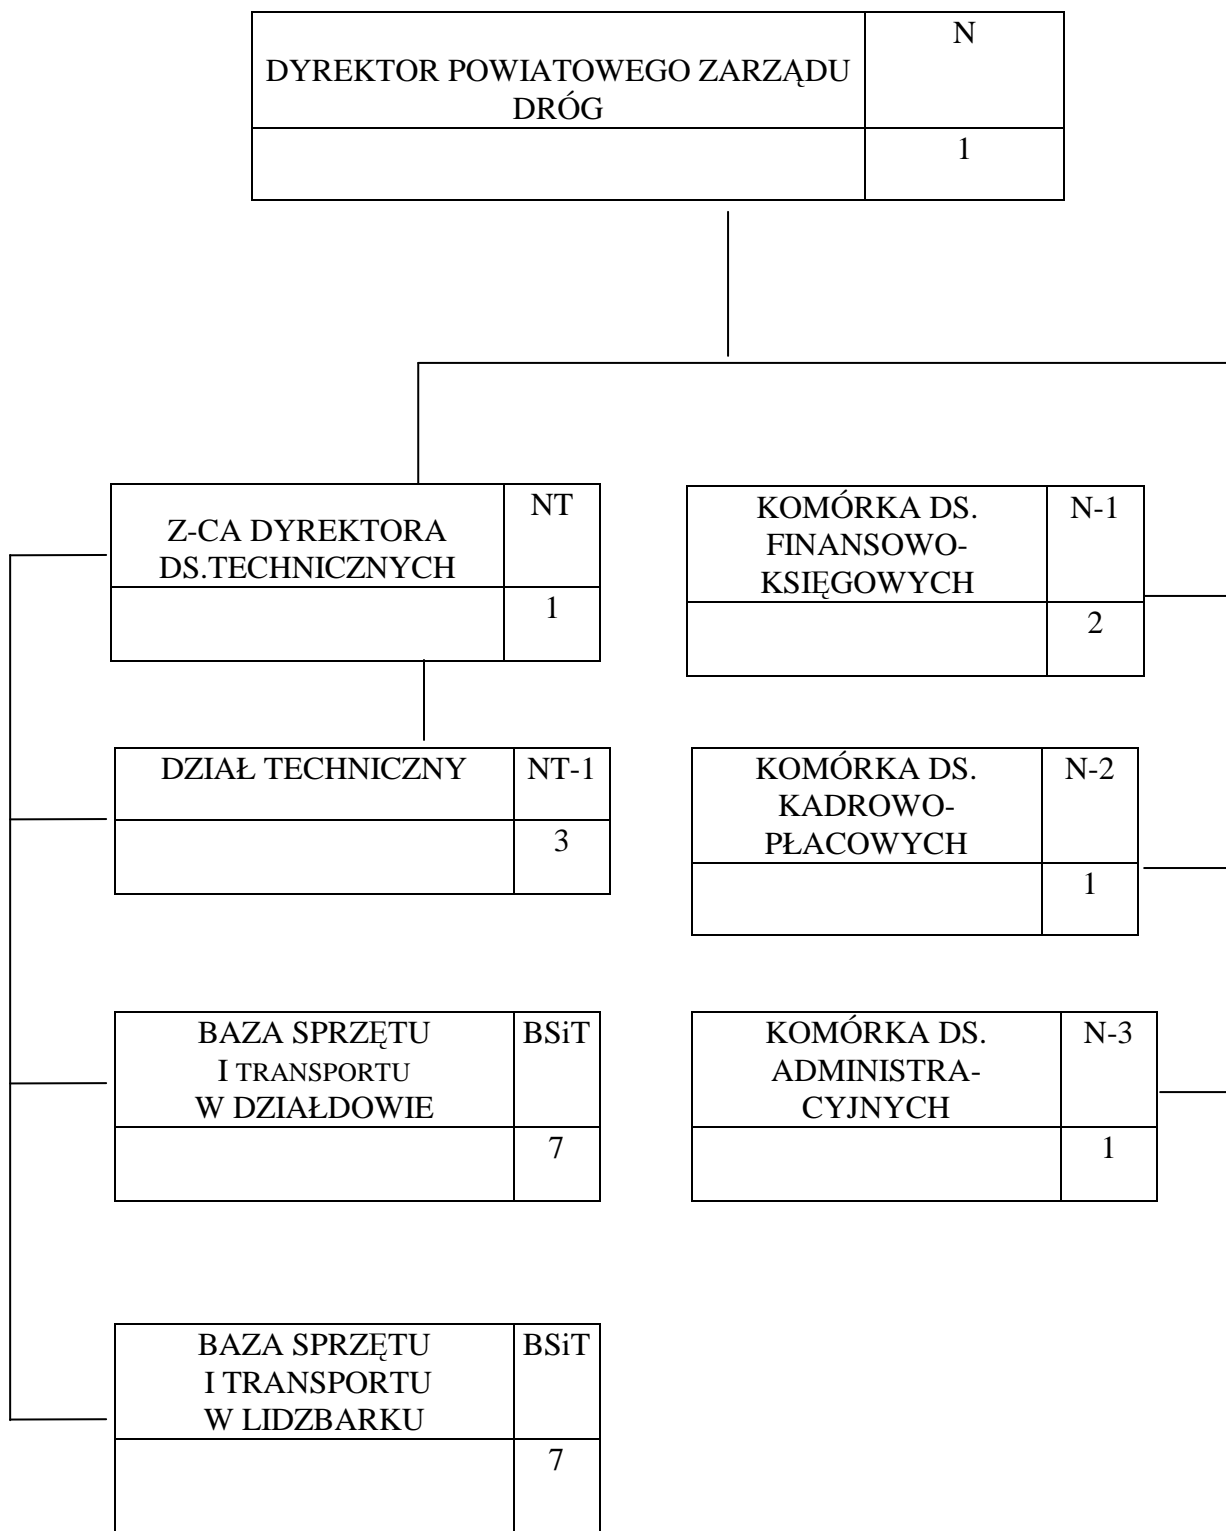 DYREKTOR POWIATOWEGO ZARZĄDU
DRÓG
N
1
Z-CA DYREKTORA
DS.TECHNICZNYCH
NT
1
KOMÓRKA DS.
FINANSOWO-
KSIĘGOWYCH
N-1
2
DZIAŁ TECHNICZNY
NT-1
3
KOMÓRKA DS.
KADROWO-
PŁACOWYCH
N-2
1
BAZA SPRZĘTU
I TRANSPORTU
W DZIAŁDOWIE
BSiT
7
KOMÓRKA DS.
ADMINISTRA-
CYJNYCH
N-3
1
BAZA SPRZĘTU
I TRANSPORTU
W LIDZBARKU
BSiT
7